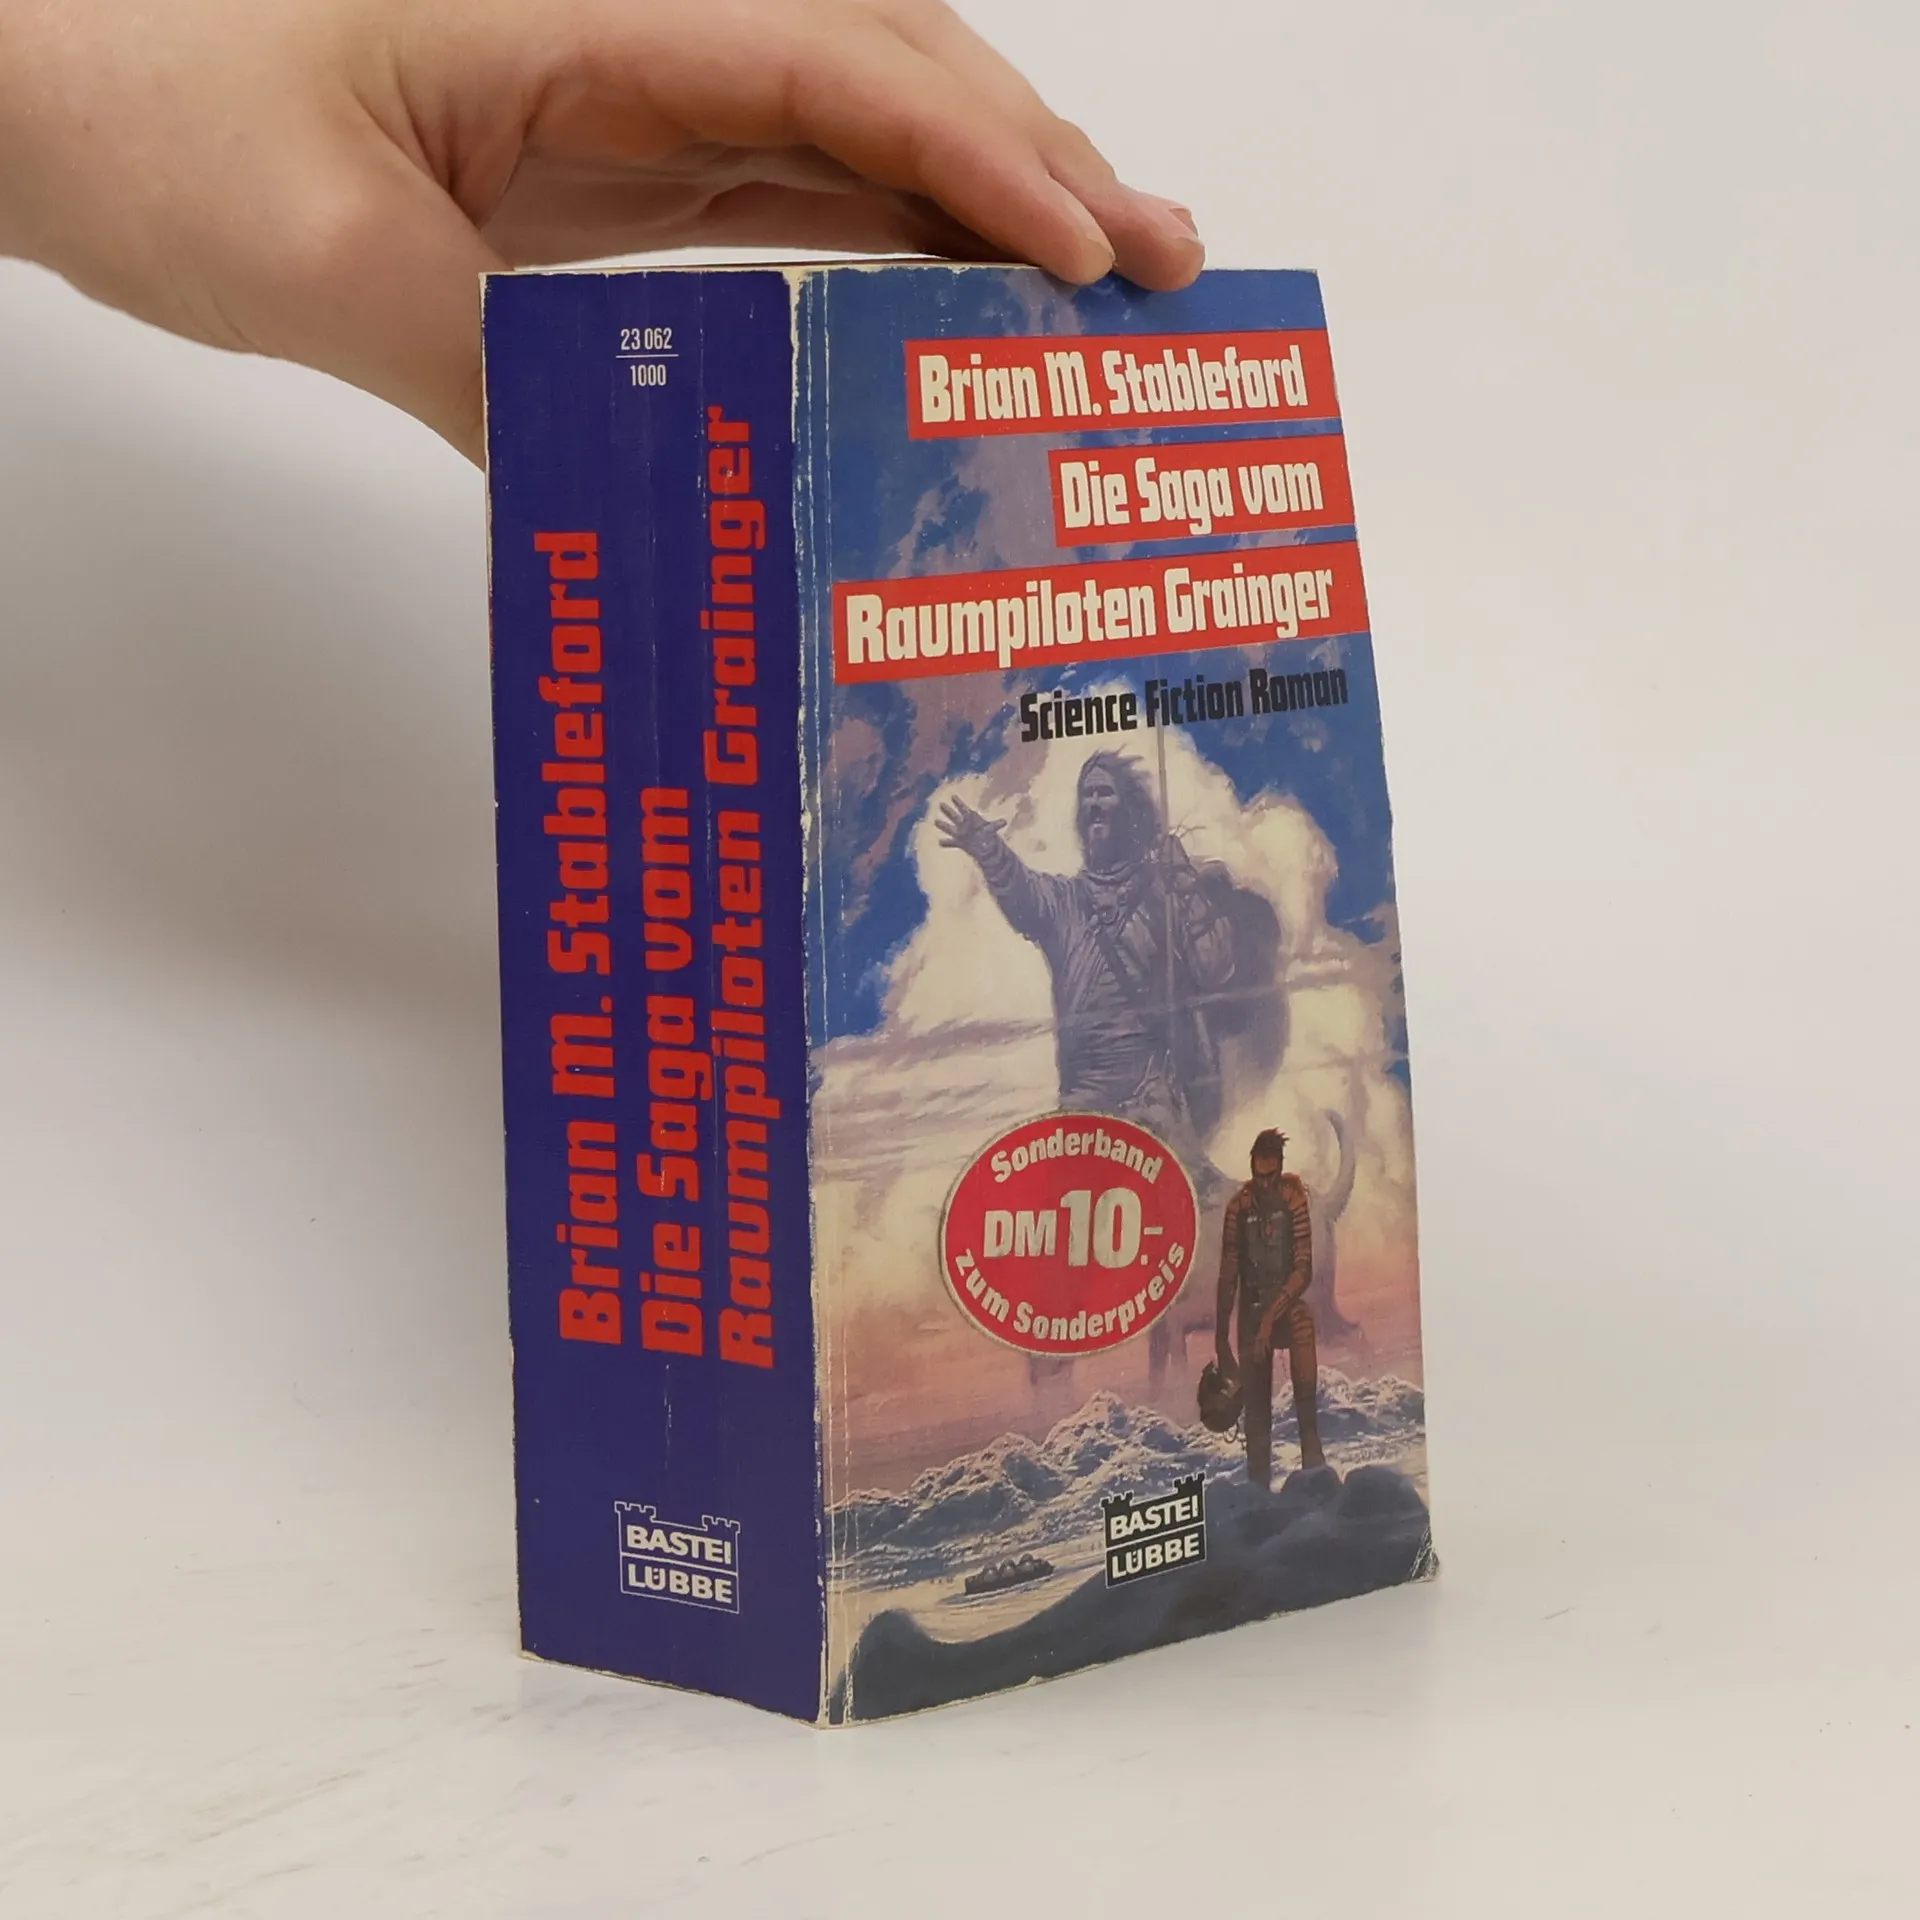 23 062
1000
Brian M. Stableford
Die Saga vom
Raumpiloten Grainger
BASTEI
LÜBBE
Brian M. Stableford
Die Saga vom
Raumpiloten Grainger
Science Fiction Roman
Sonderband
DM 10.-
zum Sonderpreis
BASTEI
LÜBBE